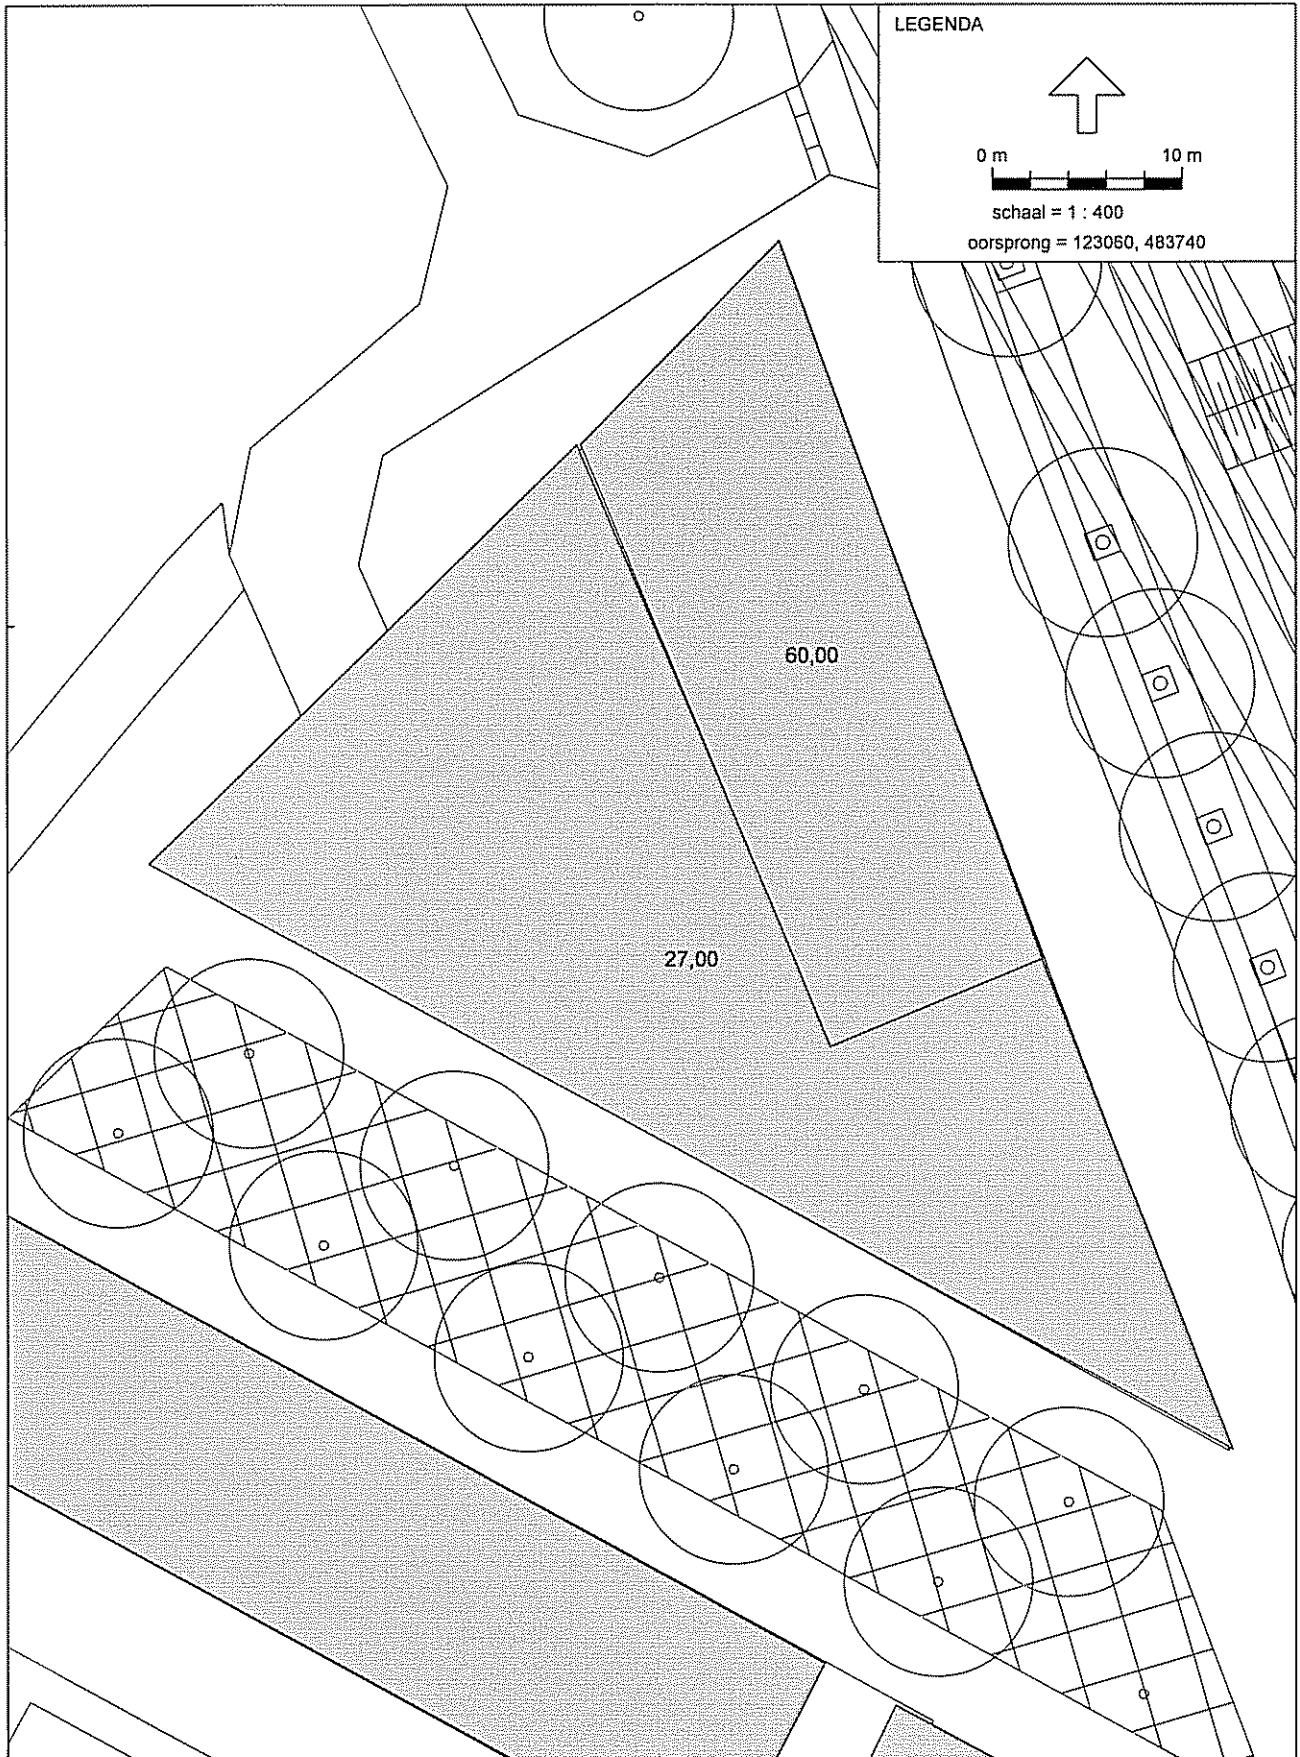 LEGENDA
0 m 10 m
schaal = 1 : 400
oorsprong = 123060, 483740
60,00
27,00